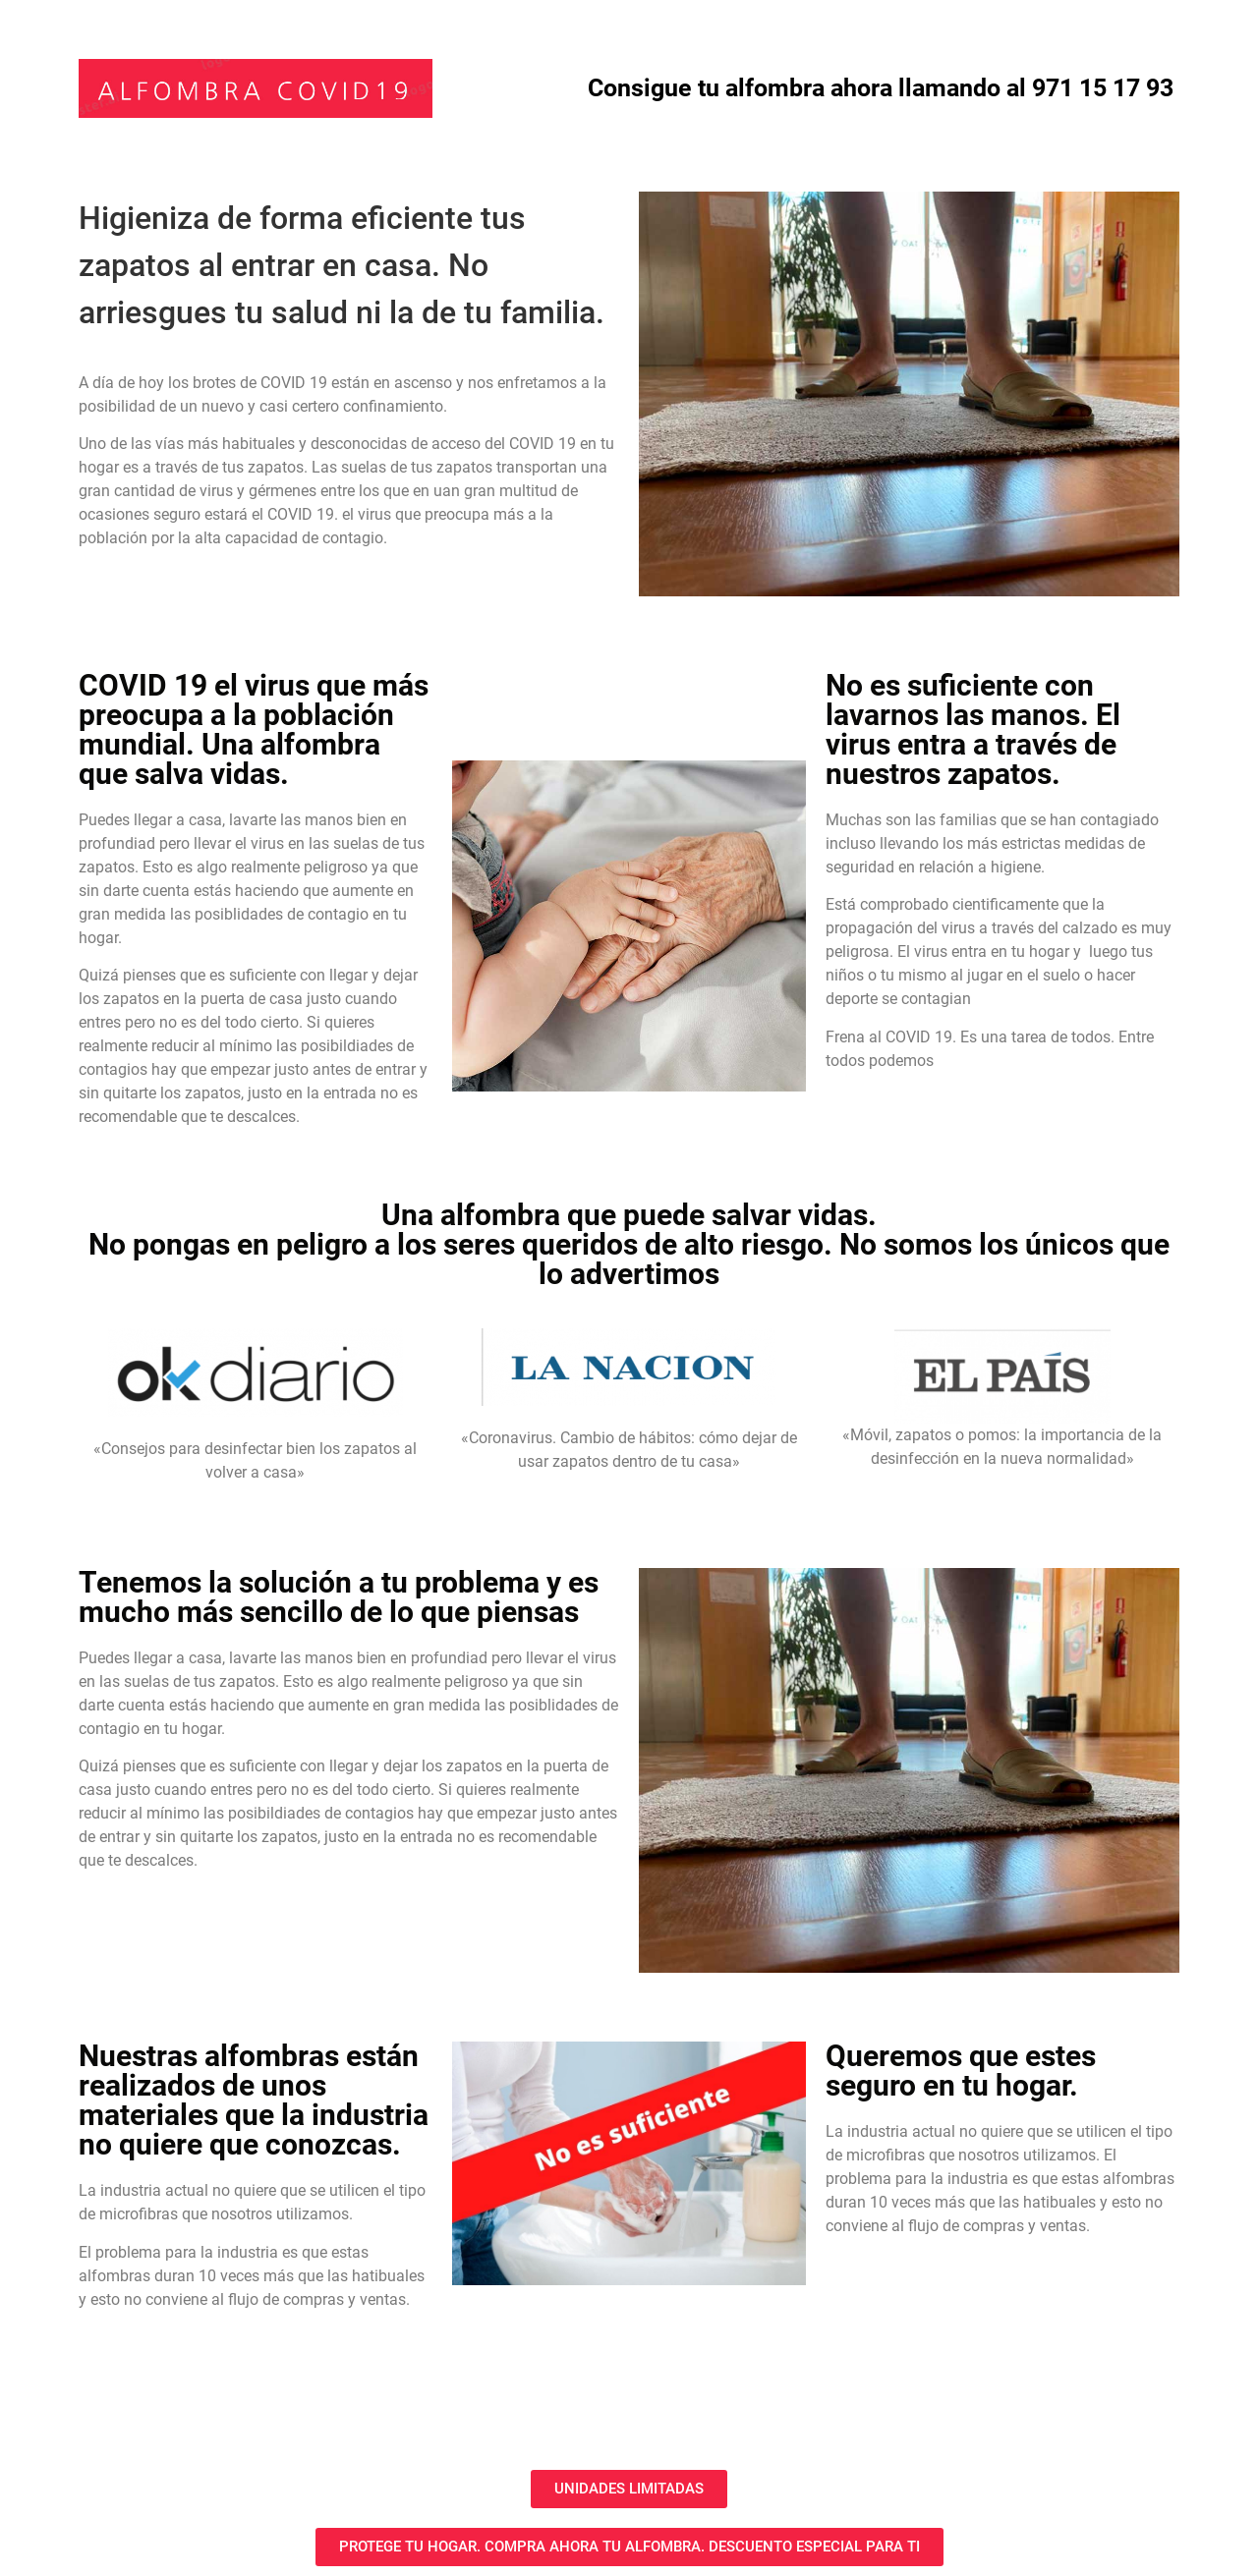 ALFOMBRA COVID19
Consigue tu alfombra ahora llamando al 971 15 17 93
Higieniza de forma eficiente tus
zapatos al entrar en casa. No
arriesgues tu salud ni la de tu familia.
A día de hoy los brotes de COVID 19 están en ascenso y nos enfretamos a la
posibilidad de un nuevo y casi certero confinamiento.
Uno de las vías más habituales y desconocidas de acceso del COVID 19 en tu
hogar es a través de tus zapatos. Las suelas de tus zapatos transportan una
gran cantidad de virus y gérmenes entre los que en uan gran multitud de
ocasiones seguro estará el COVID 19. el virus que preocupa más a la
población por la alta capacidad de contagio.
COVID 19 el virus que más
preocupa a la población
mundial. Una alfombra
que salva vidas.
Puedes llegar a casa, lavarte las manos bien en
profundiad pero llevar el virus en las suelas de tus
zapatos. Esto es algo realmente peligroso ya que
sin darte cuenta estás haciendo que aumente en
gran medida las posiblidades de contagio en tu
hogar.
Quizá pienses que es suficiente con llegar y dejar
los zapatos en la puerta de casa justo cuando
entres pero no es del todo cierto. Si quieres
realmente reducir al mínimo las posibildiades de
contagios hay que empezar justo antes de entrar y
sin quitarte los zapatos, justo en la entrada no es
recomendable que te descalces.
No es suficiente con
lavarnos las manos. El
virus entra a través de
nuestros zapatos.
Muchas son las familias que se han contagiado
incluso llevando los más estrictas medidas de
seguridad en relación a higiene.
Está comprobado cientificamente que la
propagación del virus a través del calzado es muy
peligrosa. El virus entra en tu hogar y luego tus
niños o tu mismo al jugar en el suelo o hacer
deporte se contagian
Frena al COVID 19. Es una tarea de todos. Entre
todos podemos
Una alfombra que puede salvar vidas.
No pongas en peligro a los seres queridos de alto riesgo. No somos los únicos que
lo advertimos
okdiario
«Consejos para desinfectar bien los zapatos al
volver a casa»
LA NACION
«Coronavirus. Cambio de hábitos: cómo dejar de
usar zapatos dentro de tu casa»
EL PAÍS
«Móvil, zapatos o pomos: la importancia de la
desinfección en la nueva normalidad»
Tenemos la solución a tu problema y es
mucho más sencillo de lo que piensas
Puedes llegar a casa, lavarte las manos bien en profundiad pero llevar el virus
en las suelas de tus zapatos. Esto es algo realmente peligroso ya que sin
darte cuenta estás haciendo que aumente en gran medida las posiblidades de
contagio en tu hogar.
Quizá pienses que es suficiente con llegar y dejar los zapatos en la puerta de
casa justo cuando entres pero no es del todo cierto. Si quieres realmente
reducir al mínimo las posibildiades de contagios hay que empezar justo antes
de entrar y sin quitarte los zapatos, justo en la entrada no es recomendable
que te descalces.
Nuestras alfombras están
realizados de unos
materiales que la industria
no quiere que conozcas.
La industria actual no quiere que se utilicen el tipo
de microfibras que nosotros utilizamos.
El problema para la industria es que estas
alfombras duran 10 veces más que las hatibuales
y esto no conviene al flujo de compras y ventas.
No es suficiente
Queremos que estes
seguro en tu hogar.
La industria actual no quiere que se utilicen el tipo
de microfibras que nosotros utilizamos. El
problema para la industria es que estas alfombras
duran 10 veces más que las hatibuales y esto no
conviene al flujo de compras y ventas.
UNIDADES LIMITADAS
PROTEGE TU HOGAR. COMPRA AHORA TU ALFOMBRA. DESCUENTO ESPECIAL PARA TI